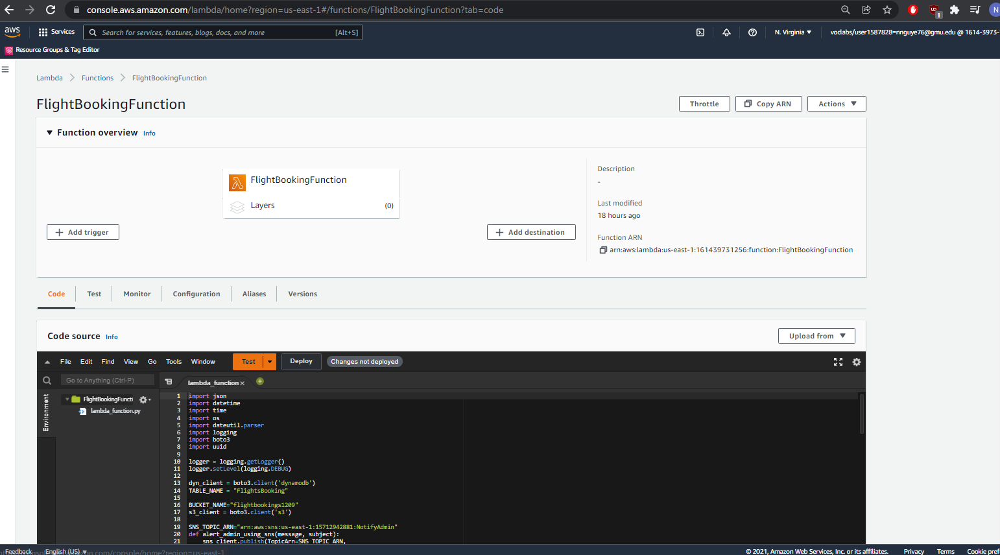 console.aws.amazon.com/lambda/home?region=us-east-1#/functions/FlightBookingFunction?tab=code
UD
1
N
aws
Services
Search for services, features, blogs, docs, and more [Alt+S]
N. Virginia ▼
voclabs/user1587828=nnguye76@gmu.edu @ 1614-3973-
Resource Groups & Tag Editor
Lambda > Functions > FlightBookingFunction
FlightBookingFunction
Throttle
Copy ARN
Actions ▼
▼ Function overview Info
FlightBookingFunction
Layers (0)
+ Add trigger
+ Add destination
Description
-
Last modified
18 hours ago
Function ARN
arn:aws:lambda:us-east-1:161439731256:function:FlightBookingFunction
Code
Test
Monitor
Configuration
Aliases
Versions
Code source Info
Upload from ▼
File Edit Find View Go Tools Window
Test
Deploy
Changes not deployed
Go to Anything (Ctrl-P)
lambda_function ×
Environment
FlightBookingFuncti
lambda_function.py
1 import json
2 import datetime
3 import time
4 import os
5 import dateutil.parser
6 import logging
7 import boto3
8 import uuid
9
10 logger = logging.getLogger()
11 logger.setLevel(logging.DEBUG)
12
13 dyn_client = boto3.client('dynamodb')
14 TABLE_NAME = "FlightsBooking"
15
16 BUCKET_NAME="flightbookings1209"
17 s3_client = boto3.client('s3')
18
19 SNS_TOPIC_ARN="arn:aws:sns:us-east-1:15712942881:NotifyAdmin"
20 def alert_admin_using_sns(message, subject):
21 sns_client.publish(TopicArn=SNS_TOPIC_ARN,
Feedback
English (US) ▼
© 2021, Amazon Web Services, Inc. or its affiliates.
Privacy
Terms
Cookie pref